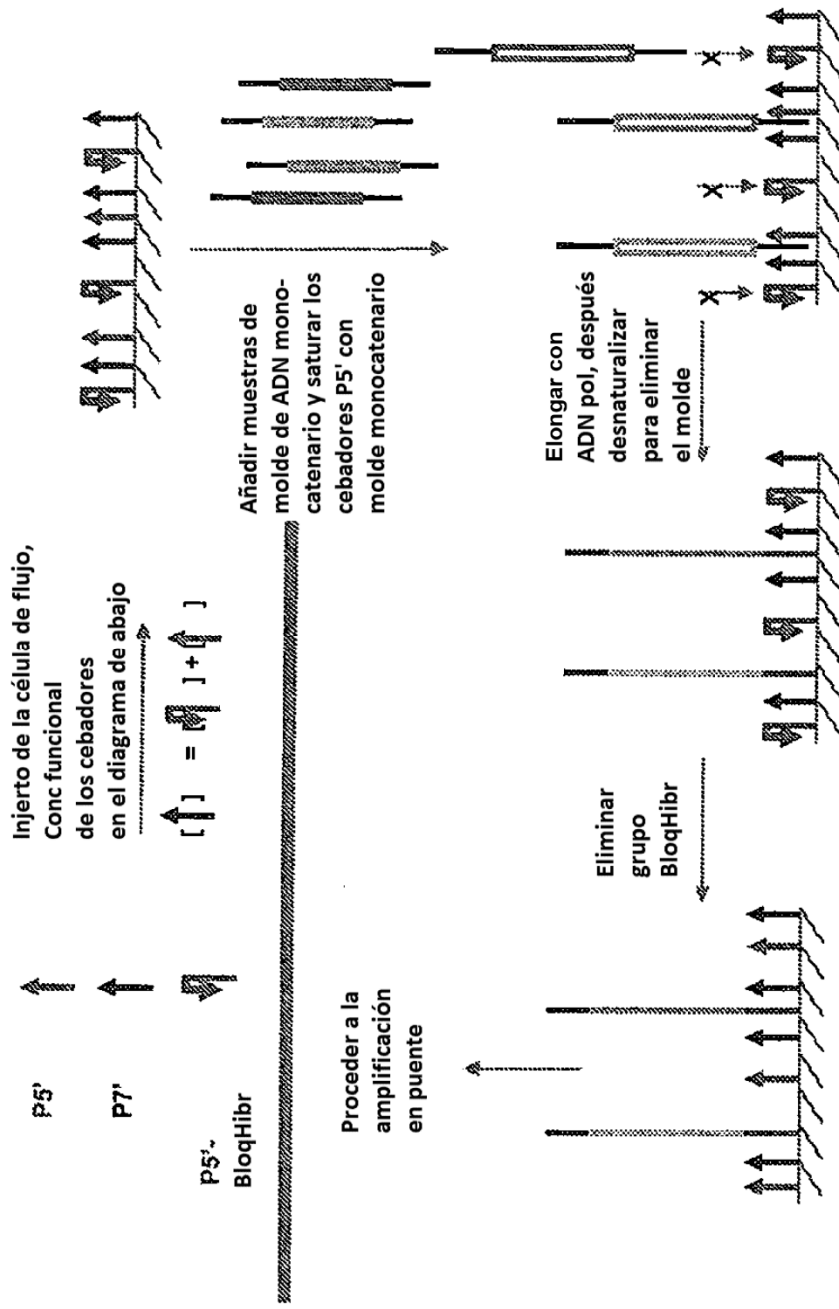 P5'
P7'
P5'-
BloqHibr
Injerto de la célula de flujo,
Conc funcional
de los cebadores
en el diagrama de abajo
[ ] = [ ] + [ ]
Añadir muestras de
molde de ADN mono-
catenario y saturar los
cebadores P5' con
molde monocatenario
Elongar con
ADN pol, después
desnaturalizar
para eliminar
el molde
Eliminar
grupo
BloqHibr
Proceder a la
amplificación
en puente